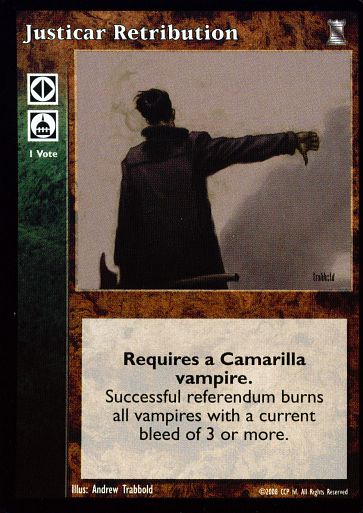 Justicar Retribution
1 Vote
Trabbold
Requires a Camarilla
vampire.
Successful referendum burns
all vampires with a current
bleed of 3 or more.
Illus: Andrew Trabbold
©2008 CCP hf. All Rights Reserved